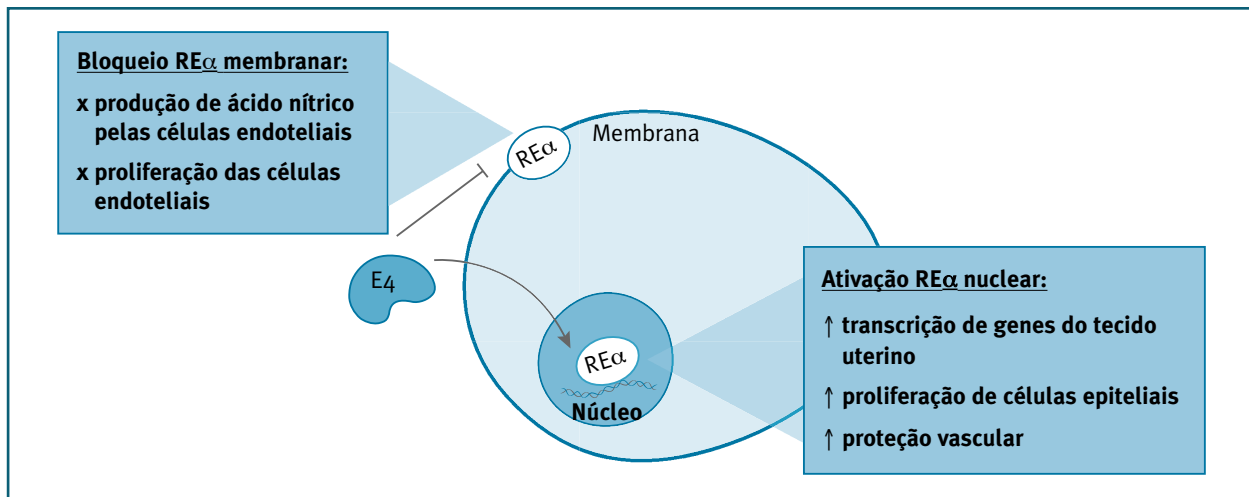 Bloqueio REα membranar:
x produção de ácido nítrico
pelas células endoteliais
x proliferação das células
endoteliais
Membrana
REα
E4
REα
Núcleo
Ativação REα nuclear:
↑ transcrição de genes do tecido
uterino
↑ proliferação de células epiteliais
↑ proteção vascular